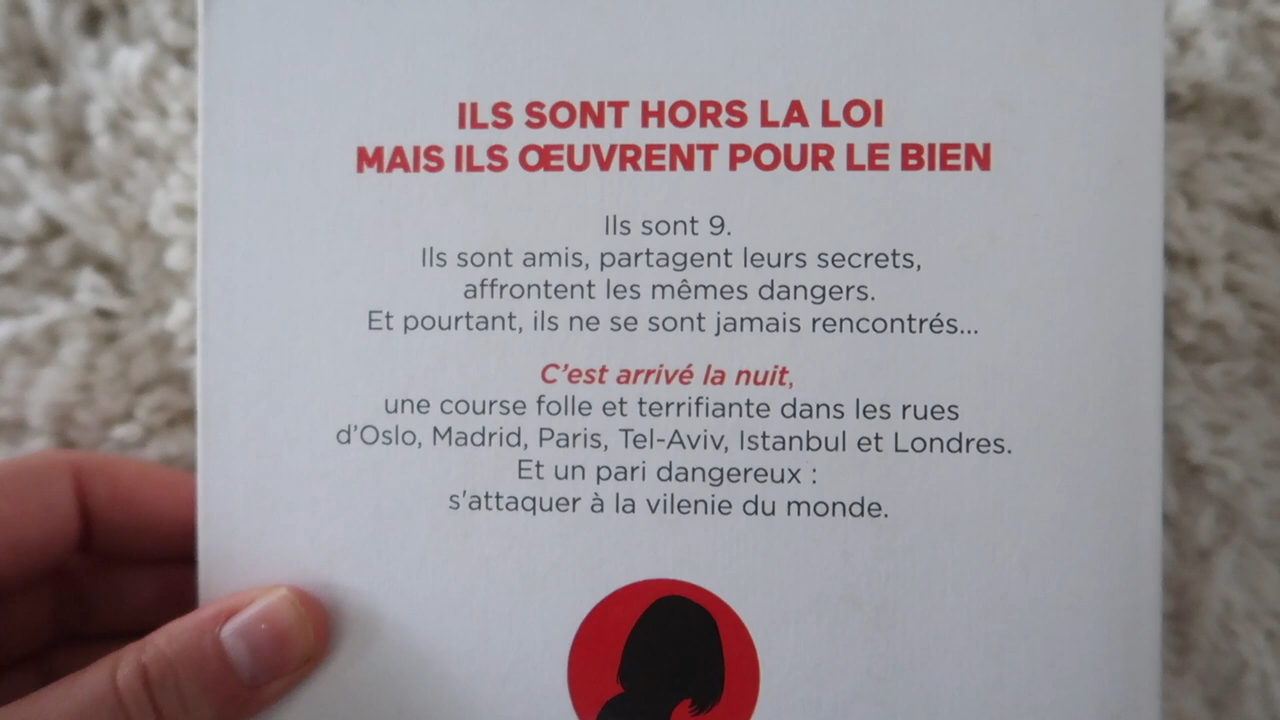 ILS SONT HORS LA LOI
MAIS ILS ŒUVRENT POUR LE BIEN
Ils sont 9.
Ils sont amis, partagent leurs secrets,
affrontent les mêmes dangers.
Et pourtant, ils ne se sont jamais rencontrés...
C'est arrivé la nuit,
une course folle et terrifiante dans les rues
d'Oslo, Madrid, Paris, Tel-Aviv, Istanbul et Londres.
Et un pari dangereux :
s'attaquer à la vilenie du monde.